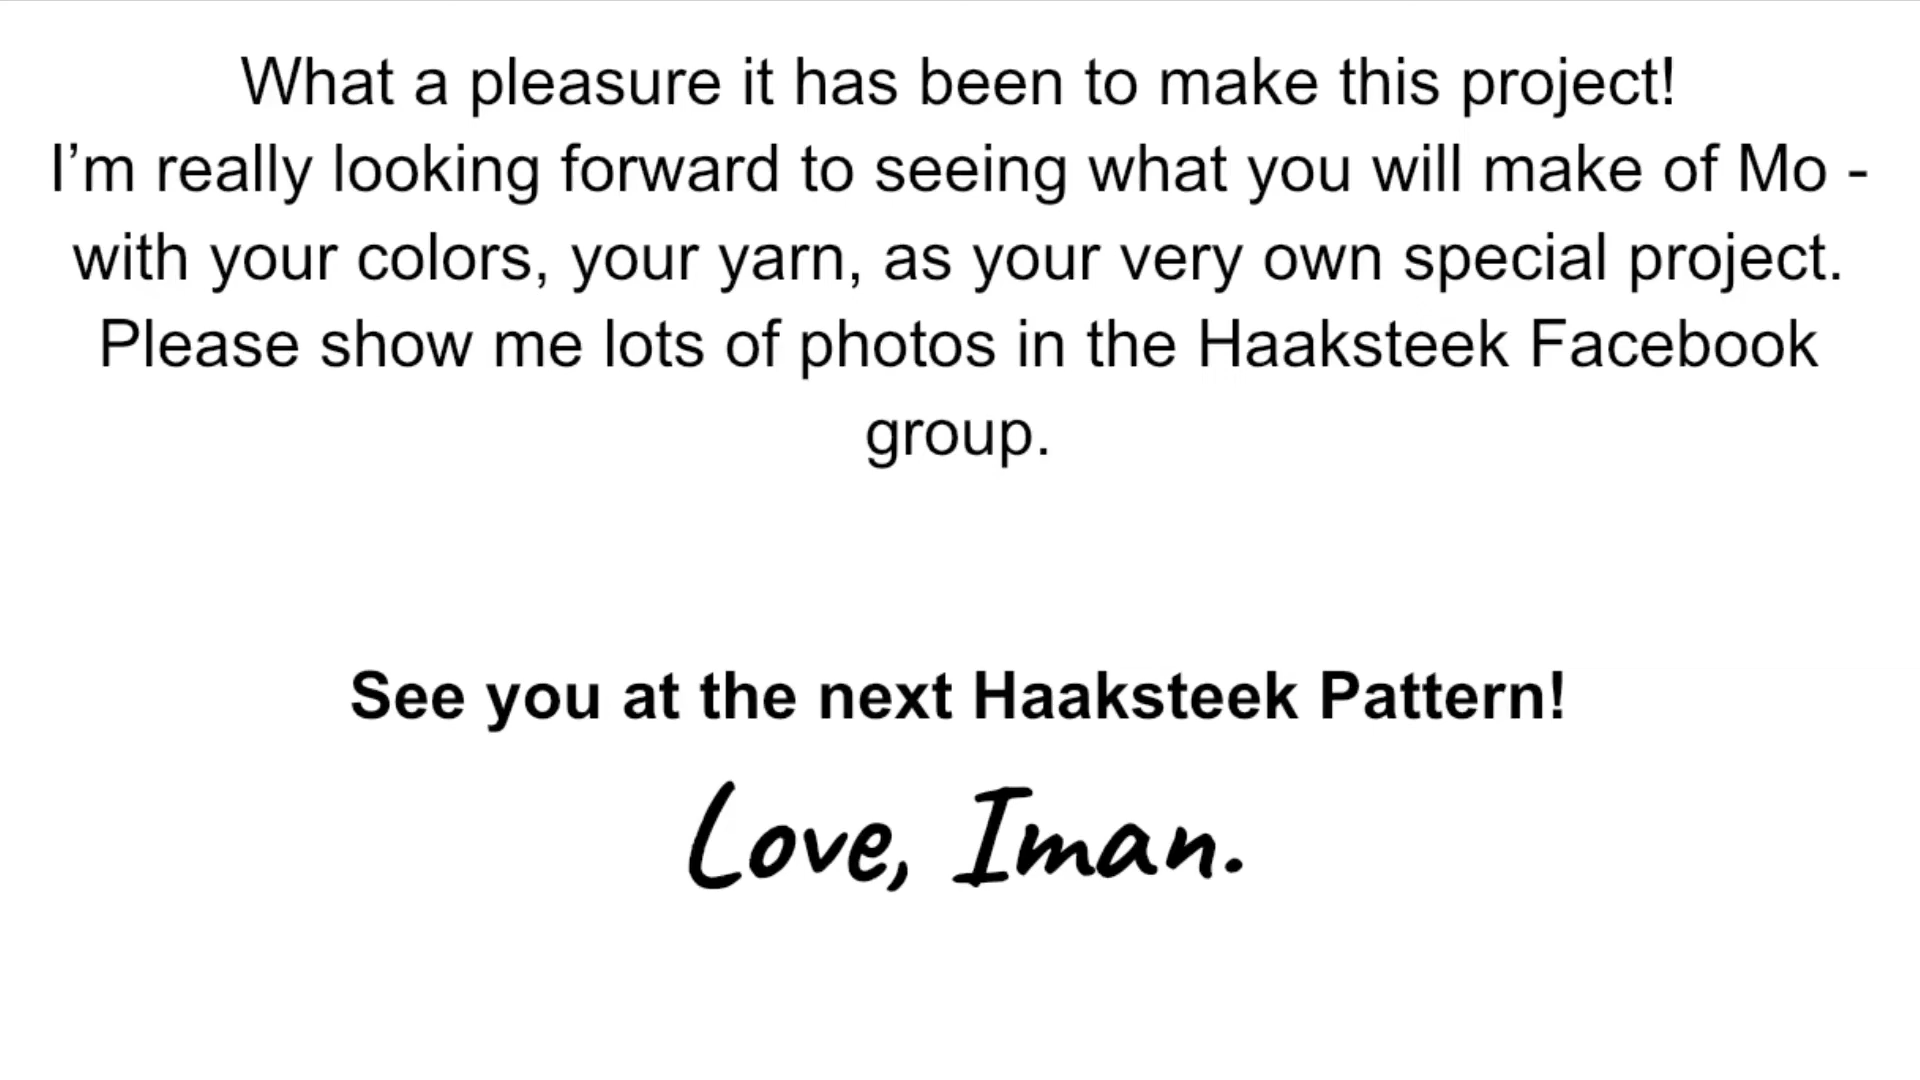 What a pleasure it has been to make this project!
I’m really looking forward to seeing what you will make of Mo -
with your colors, your yarn, as your very own special project.
Please show me lots of photos in the Haaksteek Facebook
group.
See you at the next Haaksteek Pattern!
Love, Iman.